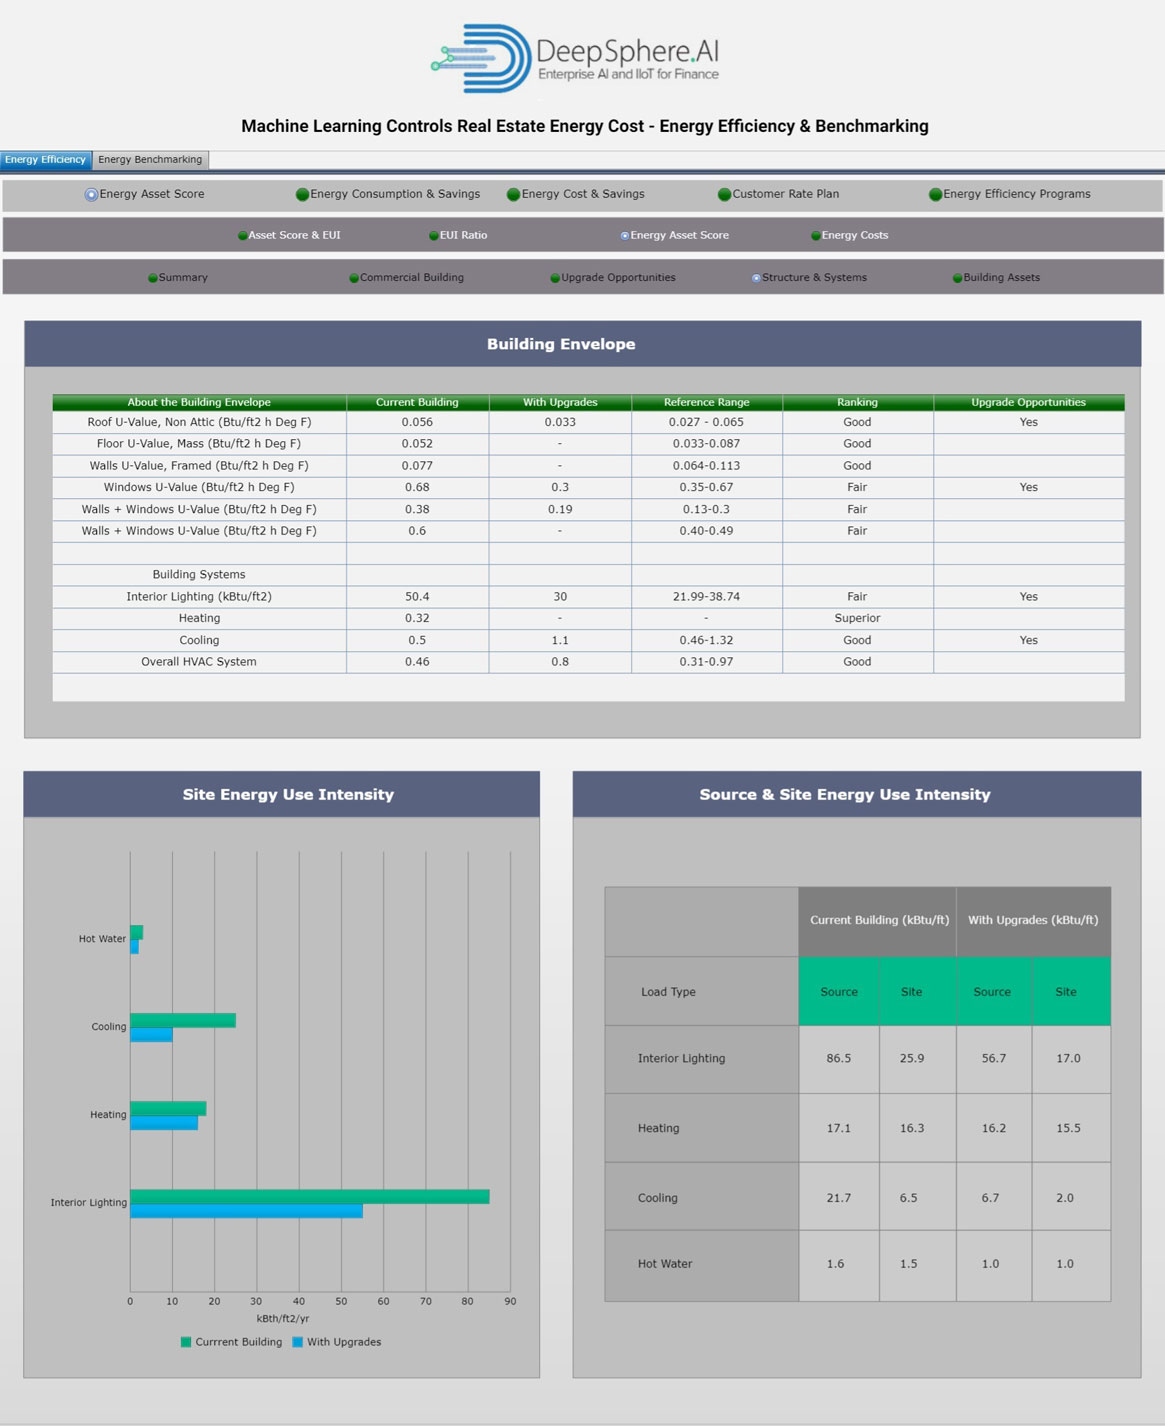 DeepSphere.AI
Enterprise AI and IIoT for Finance
Machine Learning Controls Real Estate Energy Cost - Energy Efficiency & Benchmarking
Energy Efficiency Energy Benchmarking
Energy Asset Score Energy Consumption & Savings Energy Cost & Savings Customer Rate Plan Energy Efficiency Programs
Asset Score & EUI EUI Ratio Energy Asset Score Energy Costs
Summary Commercial Building Upgrade Opportunities Structure & Systems Building Assets
Building Envelope
About the Building Envelope Current Building With Upgrades Reference Range Ranking Upgrade Opportunities
Roof U-Value, Non Attic (Btu/ft2 h Deg F) 0.056 0.033 0.027 - 0.065 Good Yes
Floor U-Value, Mass (Btu/ft2 h Deg F) 0.052 - 0.033-0.087 Good
Walls U-Value, Framed (Btu/ft2 h Deg F) 0.077 - 0.064-0.113 Good
Windows U-Value (Btu/ft2 h Deg F) 0.68 0.3 0.35-0.67 Fair Yes
Walls + Windows U-Value (Btu/ft2 h Deg F) 0.38 0.19 0.13-0.3 Fair
Walls + Windows U-Value (Btu/ft2 h Deg F) 0.6 - 0.40-0.49 Fair
Building Systems
Interior Lighting (kBtu/ft2) 50.4 30 21.99-38.74 Fair Yes
Heating 0.32 - - Superior
Cooling 0.5 1.1 0.46-1.32 Good Yes
Overall HVAC System 0.46 0.8 0.31-0.97 Good
Site Energy Use Intensity
Hot Water
Cooling
Heating
Interior Lighting
0 10 20 30 40 50 60 70 80 90
kBth/ft2/yr
Currrent Building With Upgrades
Source & Site Energy Use Intensity
Current Building (kBtu/ft) With Upgrades (kBtu/ft)
Load Type Source Site Source Site
Interior Lighting 86.5 25.9 56.7 17.0
Heating 17.1 16.3 16.2 15.5
Cooling 21.7 6.5 6.7 2.0
Hot Water 1.6 1.5 1.0 1.0